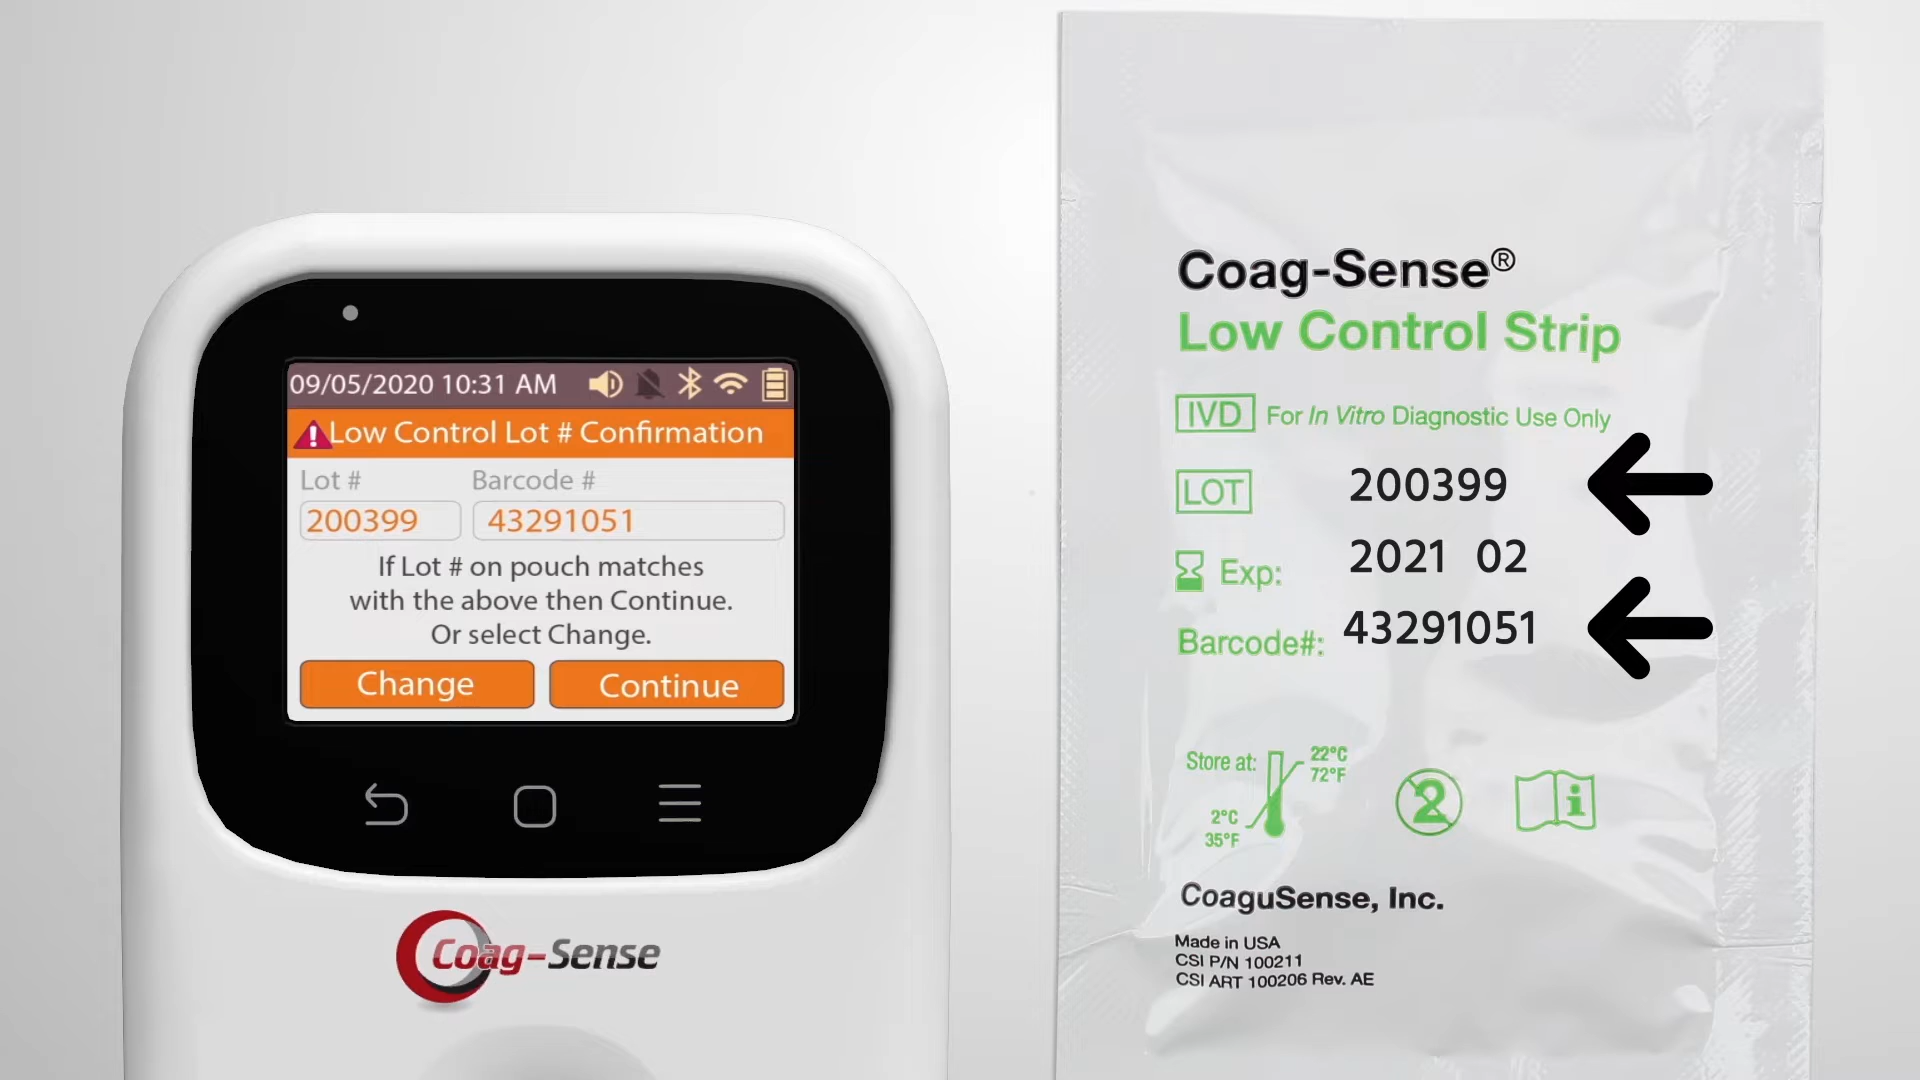 09/05/2020 10:31 AM
Low Control Lot # Confirmation
Lot # Barcode #
200399 43291051
If Lot # on pouch matches
with the above then Continue.
Or select Change.
Change Continue
Coag-Sense
Coag-Sense®
Low Control Strip
IVD For In Vitro Diagnostic Use Only
LOT 200399
Exp: 2021 02
Barcode#: 43291051
Store at: 22°C
72°F
2°C
35°F
2
i
CoaguSense, Inc.
Made in USA
CSI P/N 100211
CSI ART 100206 Rev. AE